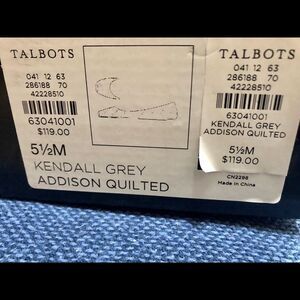 TALBOTS
041 12 63
286188 70
42228510
63041001
$119.00
5½M
KENDALL GREY
ADDISON QUILTED
TALBOTS
041 12 63
286188 70
42228510
63041001
KENDALL GREY
ADDISON QUILTED
5½M
$119.00
CN2298
Made In China